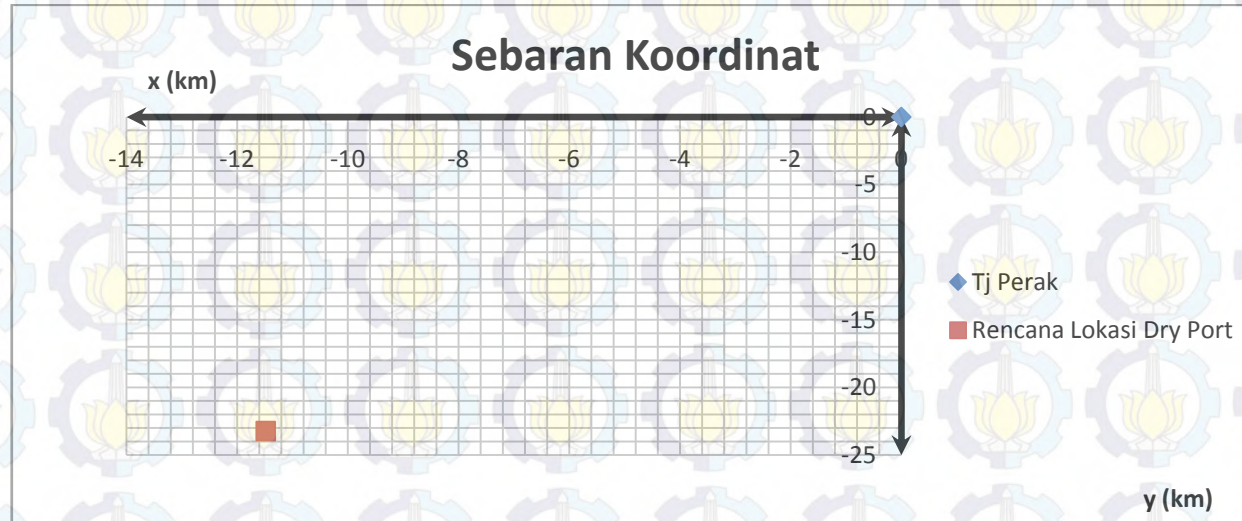 Sebaran Koordinat
x (km)
0
-14 -12 -10 -8 -6 -4 -2 0
-5
-10
Tj Perak
-15
Rencana Lokasi Dry Port
-20
-25
y (km)